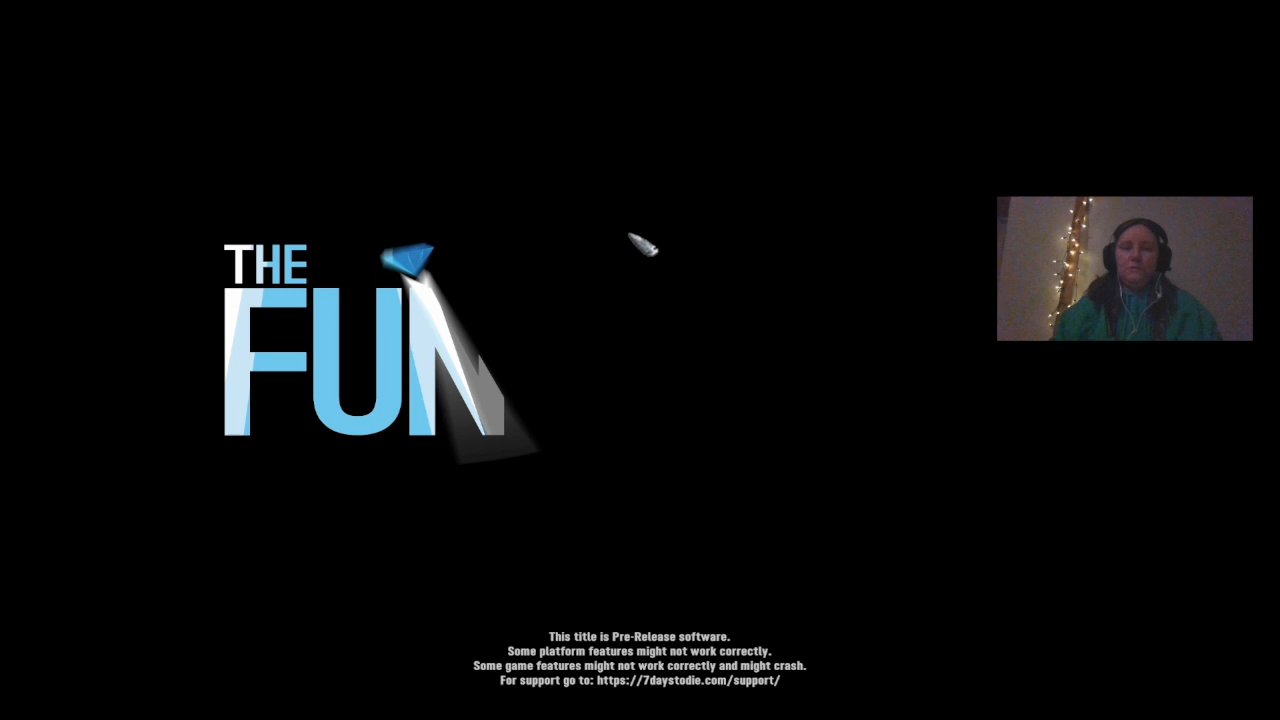 THE
FUN
This title is Pre-Release software.
Some platform features might not work correctly.
Some game features might not work correctly and might crash.
For support go to: https://7daystodie.com/support/